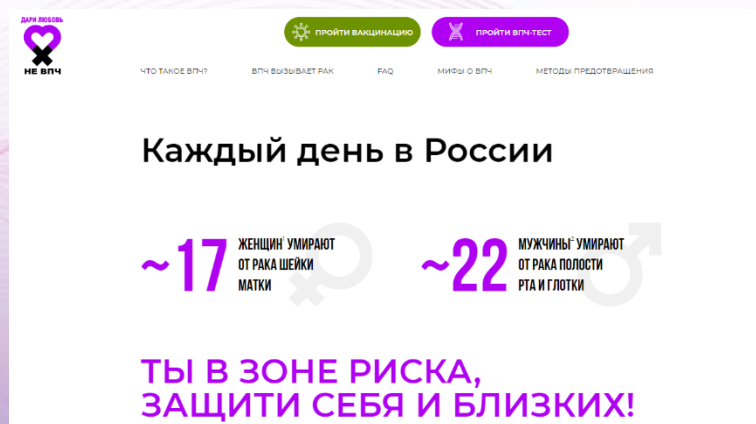 ДАРИ ЛЮБОВЬ
НЕ ВПЧ
ПРОЙТИ ВАКЦИНАЦИЮ
ПРОЙТИ ВПЧ-ТЕСТ
ЧТО ТАКОЕ ВПЧ?
ВПЧ ВЫЗЫВАЕТ РАК
FAQ
МИФЫ О ВПЧ
МЕТОДЫ ПРЕДОТВРАЩЕНИЯ
Каждый день в России
~17
ЖЕНЩИН¹ УМИРАЮТ
ОТ РАКА ШЕЙКИ
МАТКИ
~22
МУЖЧИНЫ² УМИРАЮТ
ОТ РАКА ПОЛОСТИ
РТА И ГЛОТКИ
ТЫ В ЗОНЕ РИСКА,
ЗАЩИТИ СЕБЯ И БЛИЗКИХ!